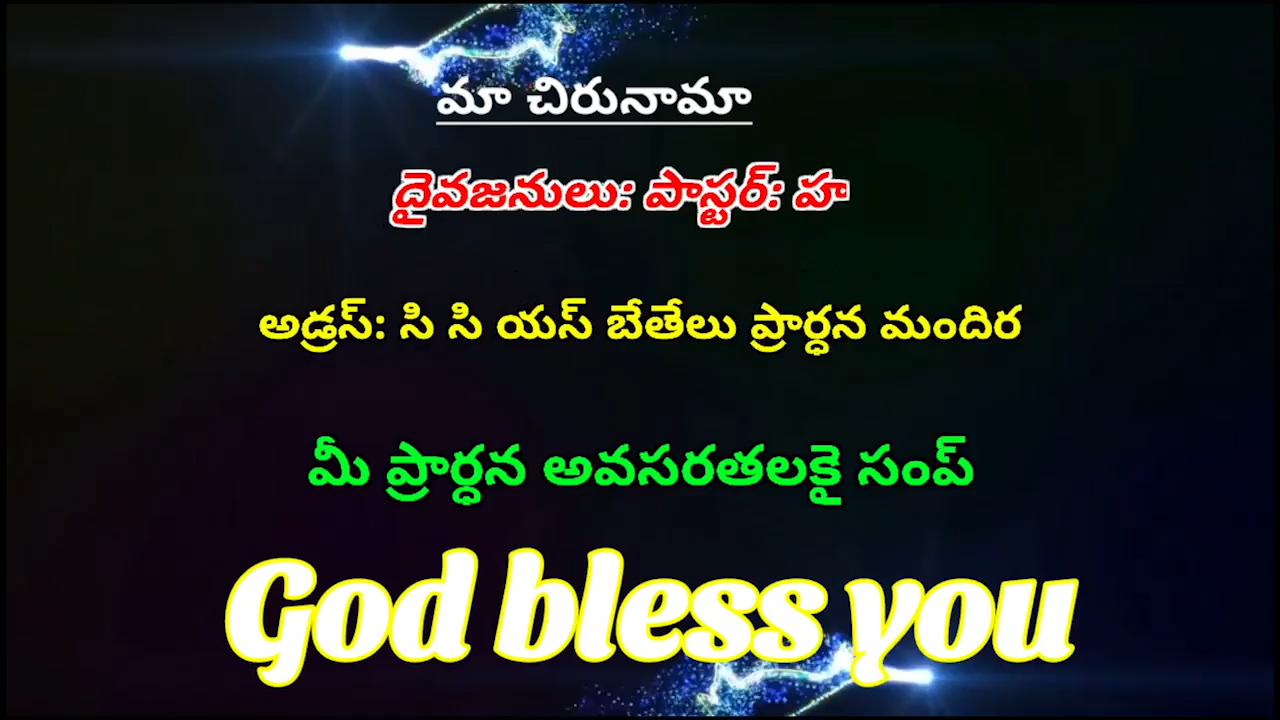 మా చిరునామా
దైవజనులు: పాస్టర్: హ
అడ్రస్: సి సి యస్ బేతేలు ప్రార్ధన మందిర
మీ ప్రార్ధన అవసరతలకై సంప్
God bless you